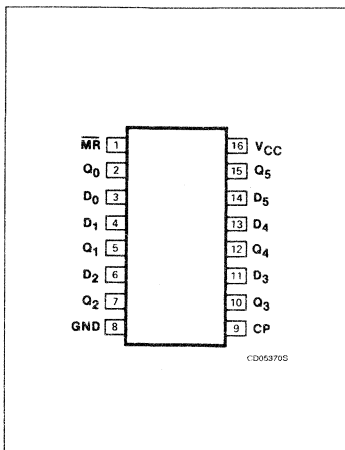 M̅R̅ 1 16 VCC
Q0 2 15 Q5
D0 3 14 D5
D1 4 13 D4
Q1 5 12 Q4
D2 6 11 D3
Q2 7 10 Q3
GND 8 9 CP
CD05370S